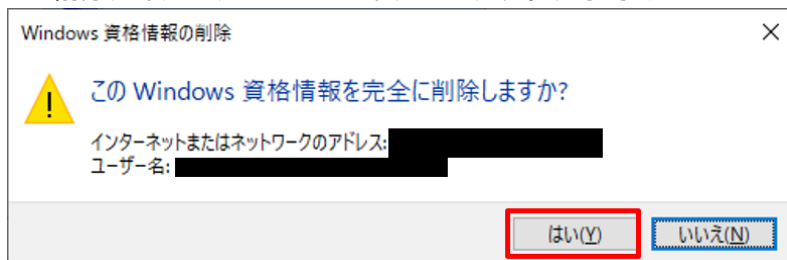 Windows 資格情報の削除
この Windows 資格情報を完全に削除しますか?
インターネットまたはネットワークのアドレス:
ユーザー名:
はい(Y)
いいえ(N)